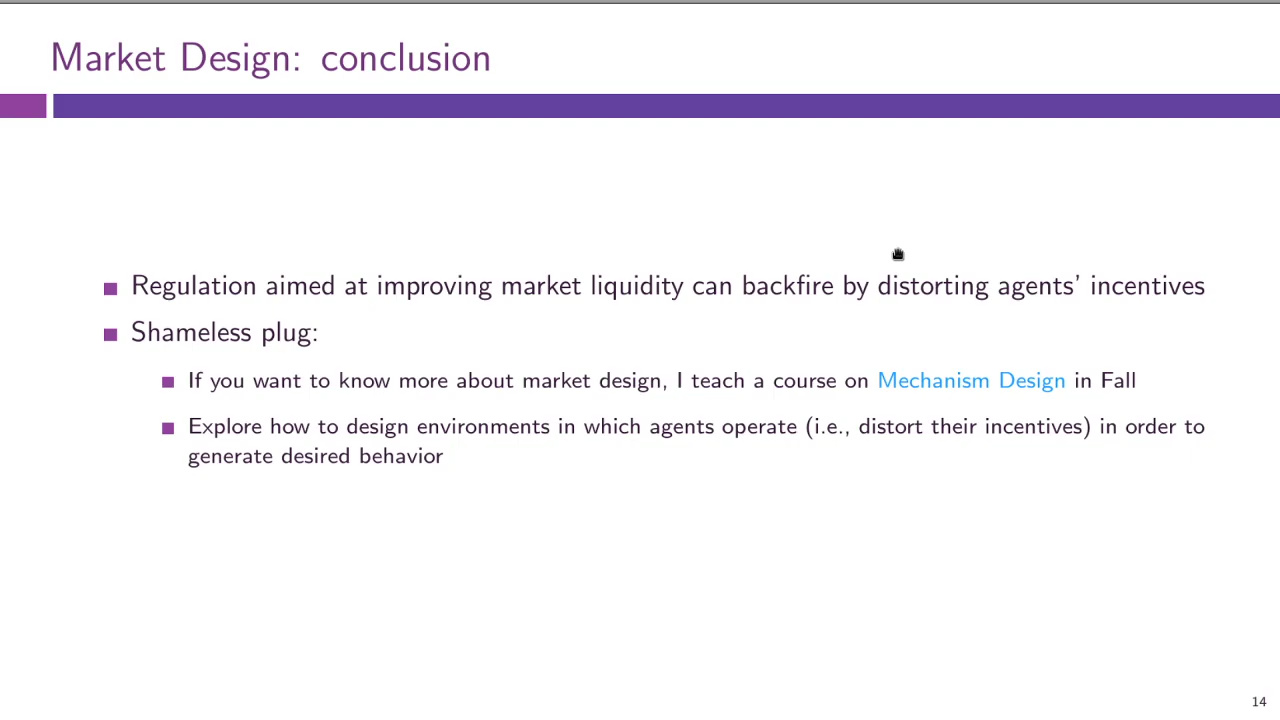 Market Design: conclusion
Regulation aimed at improving market liquidity can backfire by distorting agents' incentives
Shameless plug:
If you want to know more about market design, I teach a course on Mechanism Design in Fall
Explore how to design environments in which agents operate (i.e., distort their incentives) in order to
generate desired behavior
14